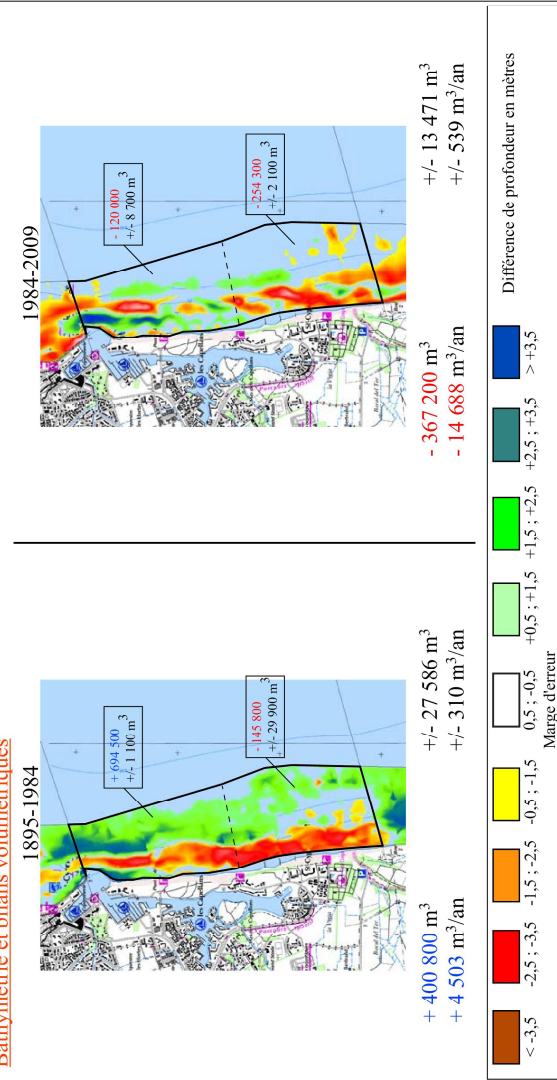 Bathymétrie et bilans volumétriques
1895-1984
+ 694 500
+/- 1 100 m³
- 145 800
+/- 29 900 m³
+ 400 800 m³
+/- 27 586 m³
+ 4 503 m³/an
+/- 310 m³/an
1984-2009
- 120 000
+/- 8 700 m³
- 254 300
+/- 2 100 m³
- 367 200 m³
+/- 13 471 m³
- 14 688 m³/an
+/- 539 m³/an
< -3,5
-2,5 ; -3,5
-1,5 ; -2,5
-0,5 ; -1,5
0,5 ; -0,5
+0,5 ; +1,5
+1,5 ; +2,5
+2,5 ; +3,5
> +3,5
Différence de profondeur en mètres
Marge d'erreur
les Capellans